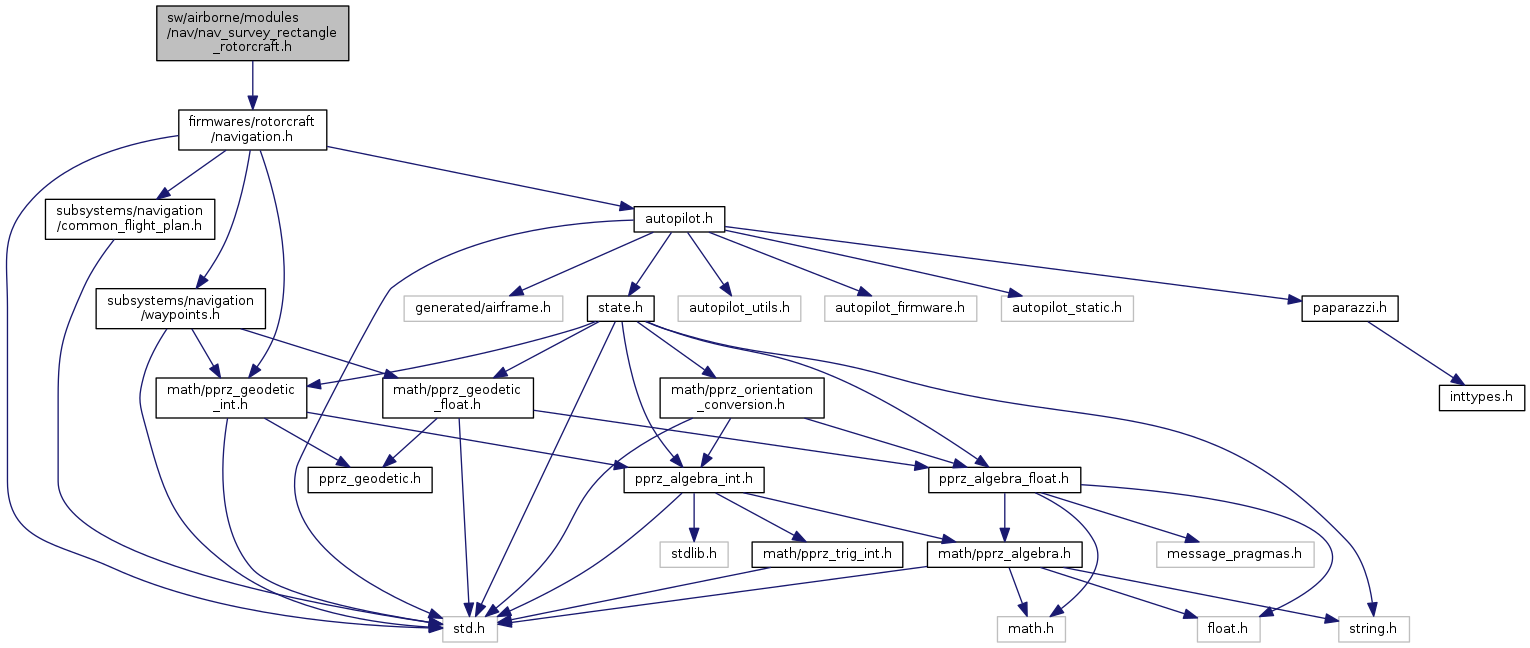 sw/airborne/modules
/nav/nav_survey_rectangle
_rotorcraft.h
firmwares/rotorcraft
/navigation.h
subsystems/navigation
/common_flight_plan.h
autopilot.h
subsystems/navigation
/waypoints.h
generated/airframe.h
state.h
autopilot_utils.h
autopilot_firmware.h
autopilot_static.h
paparazzi.h
math/pprz_geodetic
_int.h
math/pprz_geodetic
_float.h
math/pprz_orientation
_conversion.h
inttypes.h
pprz_geodetic.h
pprz_algebra_int.h
pprz_algebra_float.h
stdlib.h
math/pprz_trig_int.h
math/pprz_algebra.h
message_pragmas.h
std.h
math.h
float.h
string.h